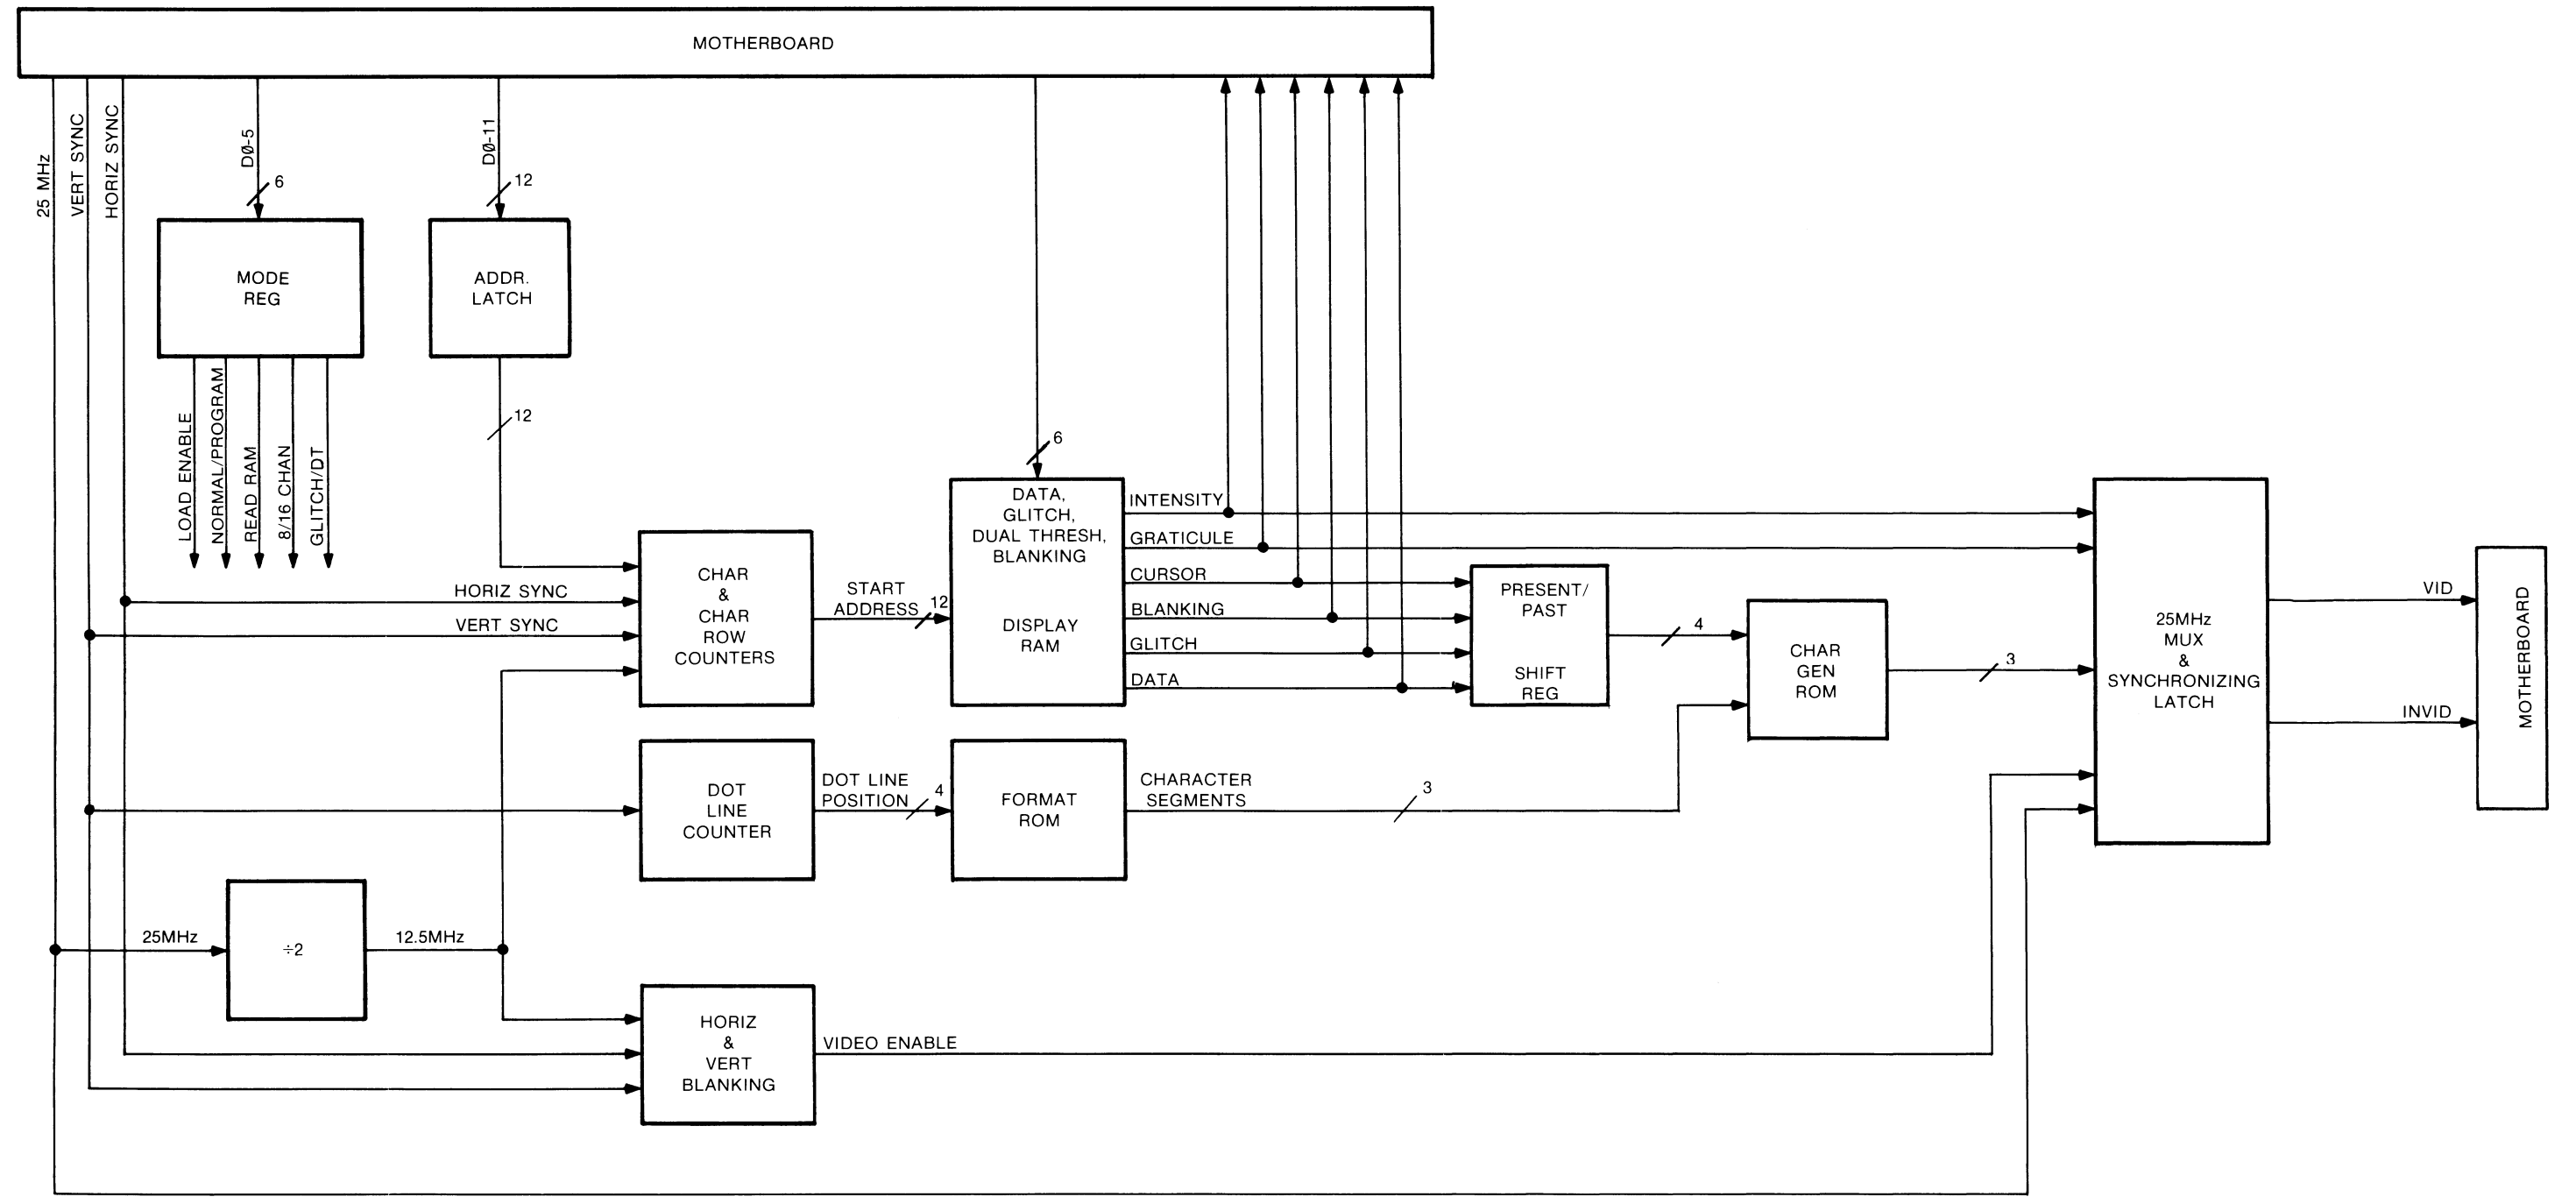 MOTHERBOARD
25 MHz
VERT SYNC
HORIZ SYNC
DØ-5
6
DØ-11
12
MODE
REG
ADDR.
LATCH
LOAD ENABLE
NORMAL/PROGRAM
READ RAM
8/16 CHAN
GLITCH/DT
12
6
HORIZ SYNC
VERT SYNC
CHAR
&
CHAR
ROW
COUNTERS
START
ADDRESS
12
DATA,
GLITCH,
DUAL THRESH,
BLANKING
DISPLAY
RAM
INTENSITY
GRATICULE
CURSOR
BLANKING
GLITCH
DATA
PRESENT/
PAST
SHIFT
REG
4
CHAR
GEN
ROM
3
25MHz
MUX
&
SYNCHRONIZING
LATCH
VID
INVID
MOTHERBOARD
DOT
LINE
COUNTER
DOT LINE
POSITION
4
FORMAT
ROM
CHARACTER
SEGMENTS
3
25MHz
÷2
12.5MHz
HORIZ
&
VERT
BLANKING
VIDEO ENABLE